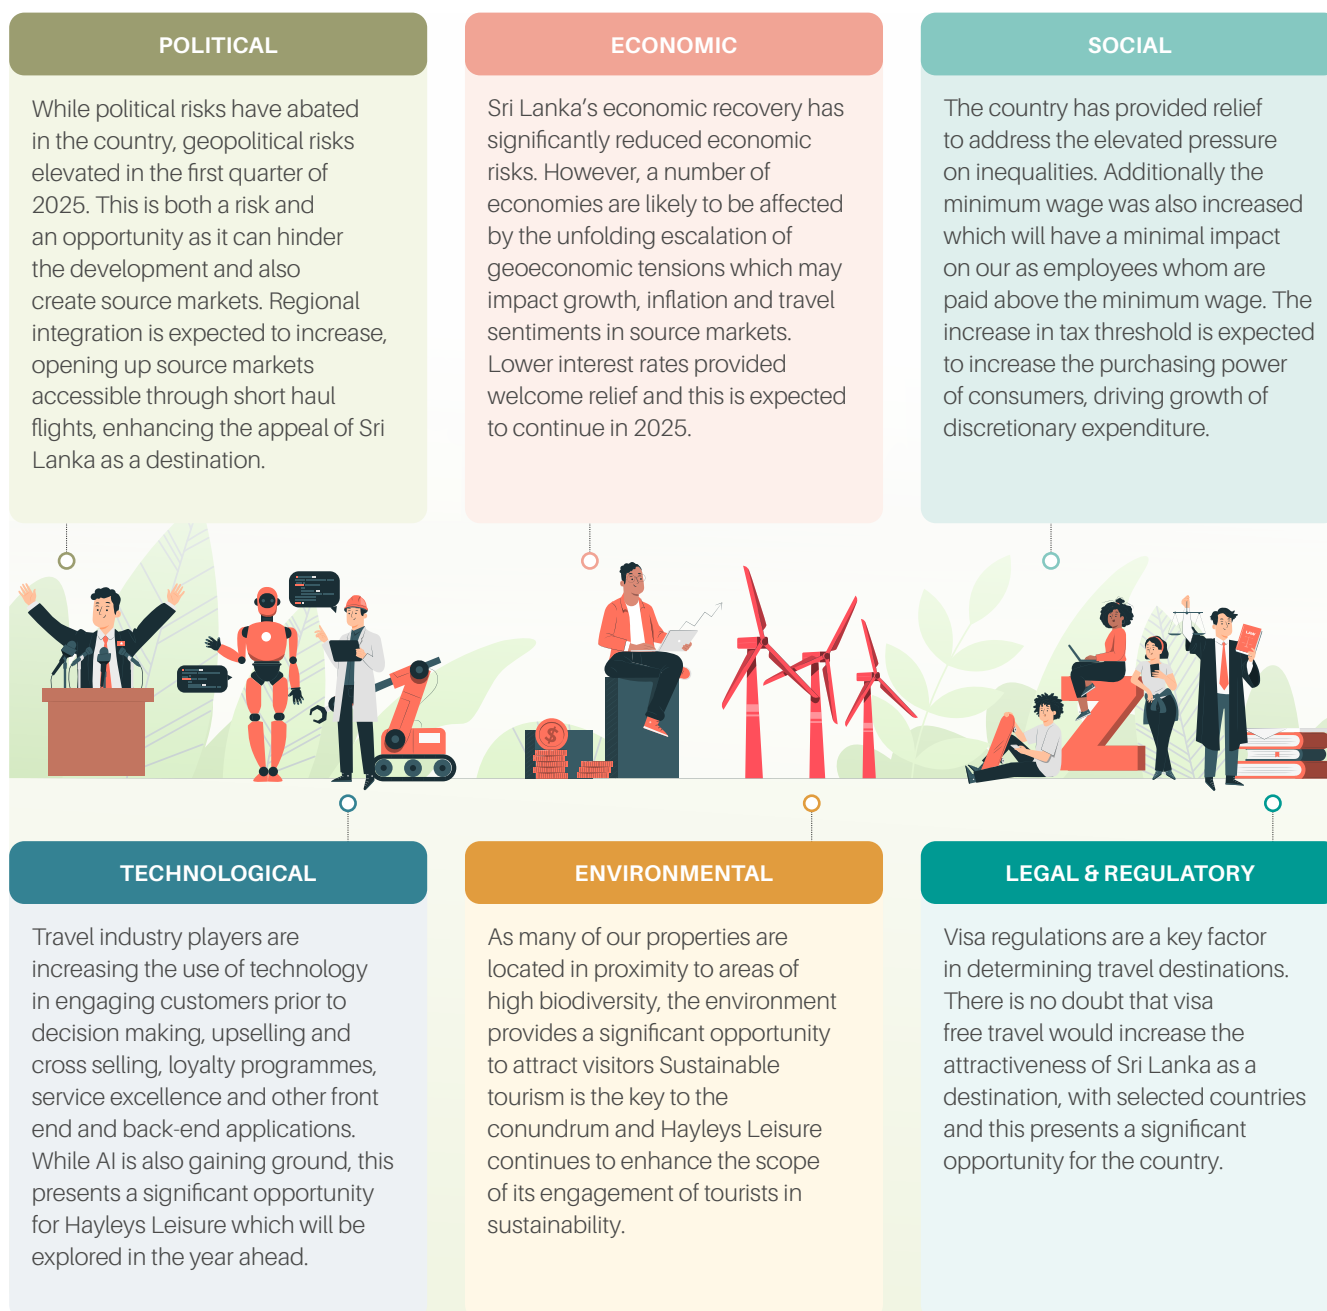 POLITICAL
While political risks have abated
in the country, geopolitical risks
elevated in the first quarter of
2025. This is both a risk and
an opportunity as it can hinder
the development and also
create source markets. Regional
integration is expected to increase,
opening up source markets
accessible through short haul
flights, enhancing the appeal of Sri
Lanka as a destination.
ECONOMIC
Sri Lanka’s economic recovery has
significantly reduced economic
risks. However, a number of
economies are likely to be affected
by the unfolding escalation of
geoeconomic tensions which may
impact growth, inflation and travel
sentiments in source markets.
Lower interest rates provided
welcome relief and this is expected
to continue in 2025.
SOCIAL
The country has provided relief
to address the elevated pressure
on inequalities. Additionally the
minimum wage was also increased
which will have a minimal impact
on our as employees whom are
paid above the minimum wage. The
increase in tax threshold is expected
to increase the purchasing power
of consumers, driving growth of
discretionary expenditure.
$
Z
TECHNOLOGICAL
Travel industry players are
increasing the use of technology
in engaging customers prior to
decision making, upselling and
cross selling, loyalty programmes,
service excellence and other front
end and back-end applications.
While AI is also gaining ground, this
presents a significant opportunity
for Hayleys Leisure which will be
explored in the year ahead.
ENVIRONMENTAL
As many of our properties are
located in proximity to areas of
high biodiversity, the environment
provides a significant opportunity
to attract visitors Sustainable
tourism is the key to the
conundrum and Hayleys Leisure
continues to enhance the scope
of its engagement of tourists in
sustainability.
LEGAL & REGULATORY
Visa regulations are a key factor
in determining travel destinations.
There is no doubt that visa
free travel would increase the
attractiveness of Sri Lanka as a
destination, with selected countries
and this presents a significant
opportunity for the country.